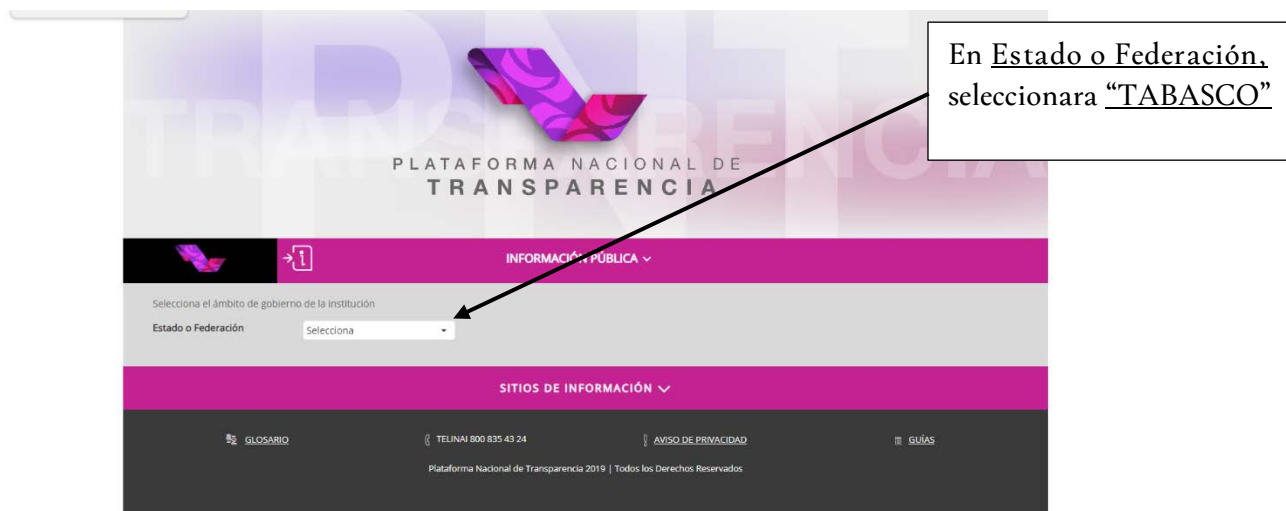 PNT
TRANSPARENCIA
En Estado o Federación,
seleccionara “TABASCO”
PLATAFORMA NACIONAL DE
TRANSPARENCIA
INFORMACIÓN PÚBLICA
Selecciona el ámbito de gobierno de la institución
Estado o Federación
Selecciona
SITIOS DE INFORMACIÓN
GLOSARIO
TELINAI 800 835 43 24
AVISO DE PRIVACIDAD
GUÍAS
Plataforma Nacional de Transparencia 2019 | Todos los Derechos Reservados